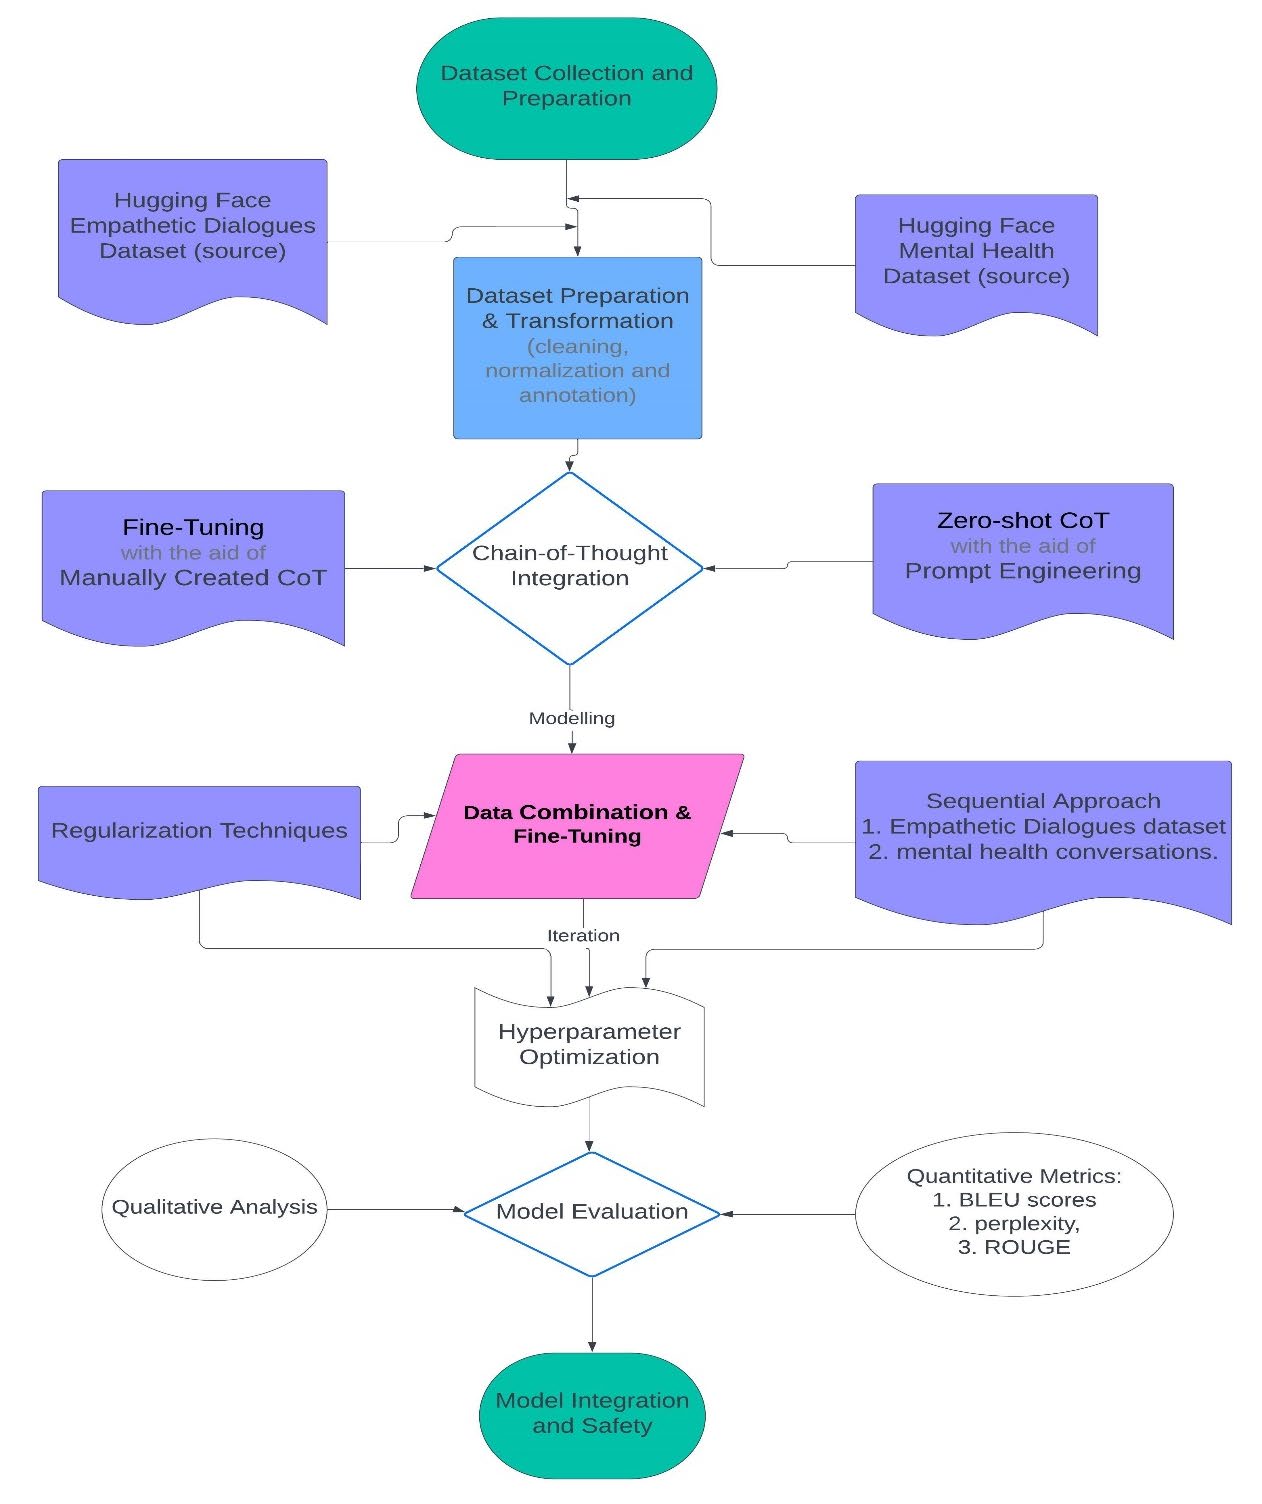 Dataset Collection and
Preparation
Hugging Face
Empathetic Dialogues
Dataset (source)
Hugging Face
Mental Health
Dataset (source)
Dataset Preparation
& Transformation
(cleaning,
normalization and
annotation)
Fine-Tuning
with the aid of
Manually Created CoT
Chain-of-Thought
Integration
Zero-shot CoT
with the aid of
Prompt Engineering
Modelling
Regularization Techniques
Data Combination &
Fine-Tuning
Sequential Approach
1. Empathetic Dialogues dataset
2. mental health conversations.
Iteration
Hyperparameter
Optimization
Qualitative Analysis
Model Evaluation
Quantitative Metrics:
1. BLEU scores
2. perplexity,
3. ROUGE
Model Integration
and Safety